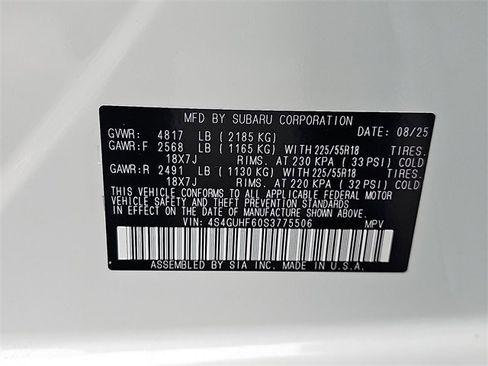 MFD BY SUBARU CORPORATION
GVWR: 4817 LB ( 2185 KG) DATE: 08/25
GAWR:F 2568 LB ( 1165 KG) WITH 225/55R18 TIRES.
18X7J RIMS. AT 230 KPA ( 33 PSI) COLD
GAWR:R 2491 LB ( 1130 KG) WITH 225/55R18 TIRES.
18X7J RIMS. AT 220 KPA ( 32 PSI) COLD
THIS VEHICLE CONFORMS TO ALL APPLICABLE FEDERAL MOTOR
VEHICLE SAFETY AND THEFT PREVENTION STANDARDS
IN EFFECT ON THE DATE OF MANUFACTURE SHOWN ABOVE.
VIN: 4S4GUHF60S3775506 MPV
ASSEMBLED BY SIA INC. MADE IN U.S.A.